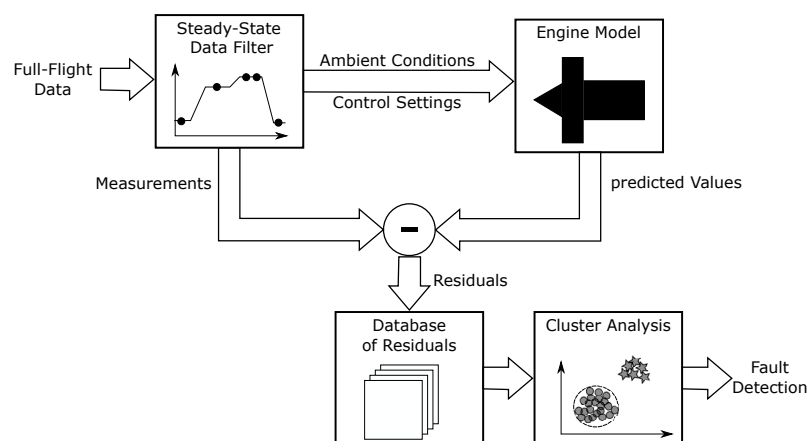 Steady-State
Data Filter
Engine Model
Full-Flight
Data
Ambient Conditions
Control Settings
Measurements
predicted Values
-
Residuals
Database
of Residuals
Cluster Analysis
Fault
Detection